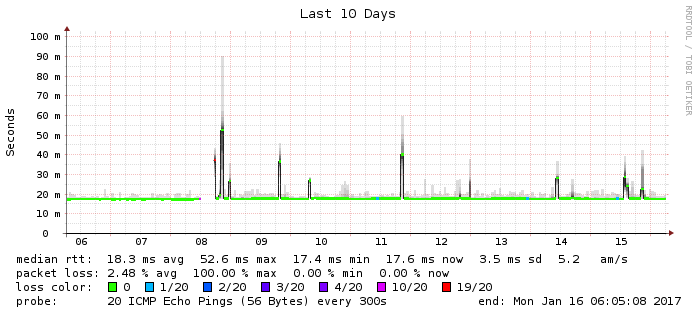 Last 10 Days
RRDTOOL / TOBI OETIKER
Seconds
100 m
90 m
80 m
70 m
60 m
50 m
40 m
30 m
20 m
10 m
0
06 07 08 09 10 11 12 13 14 15
median rtt: 18.3 ms avg 52.6 ms max 17.4 ms min 17.6 ms now 3.5 ms sd 5.2 am/s
packet loss: 2.48 % avg 100.00 % max 0.00 % min 0.00 % now
loss color: 0 1/20 2/20 3/20 4/20 10/20 19/20
probe: 20 ICMP Echo Pings (56 Bytes) every 300s end: Mon Jan 16 06:05:08 2017